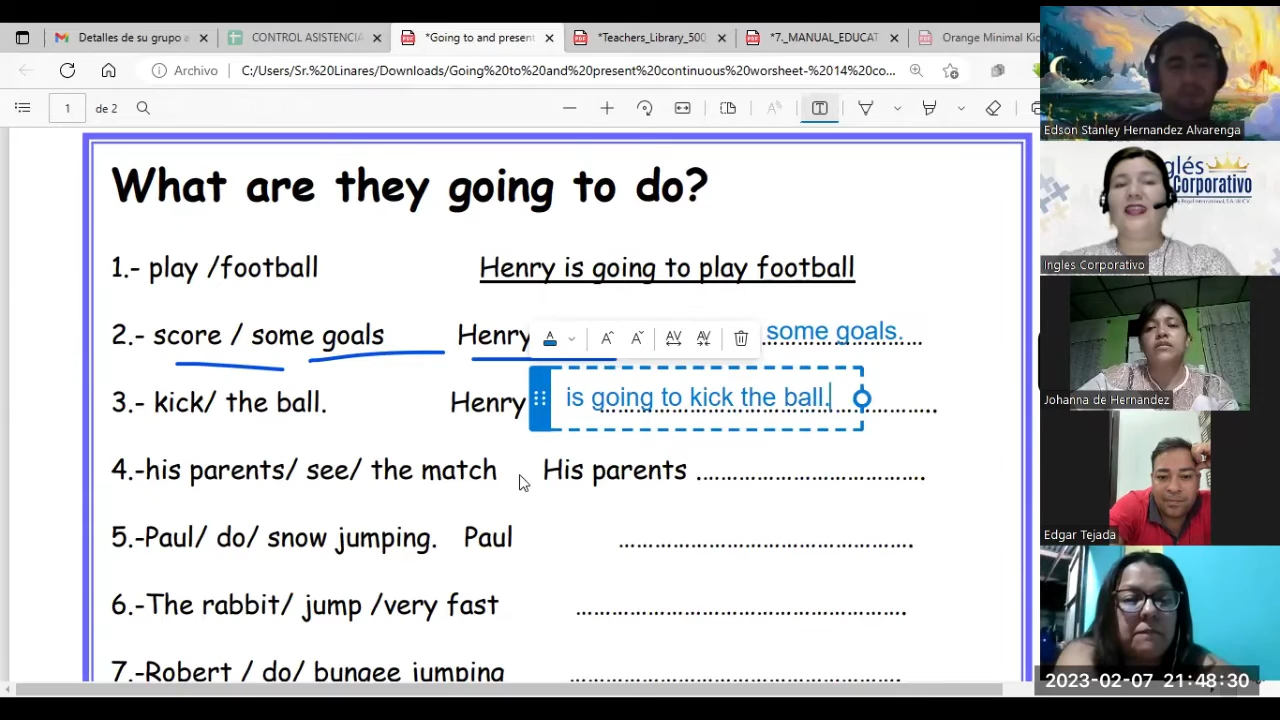 Detalles de su grupo a
CONTROL ASISTENCIA
*Going to and present
*Teachers_Library_500
*7._MANUAL_EDUCAT
Orange Minimal Kid
Archivo
C:/Users/Sr.%20Linares/Downloads/Going%20to%20and%20present%20continuous%20worsheet-%2014%20co...
1
de 2
What are they going to do?
1.- play /football Henry is going to play football
2.- score / some goals Henry some goals.
3.- kick/ the ball. Henry is going to kick the ball.
4.-his parents/ see/ the match His parents ...............................
5.-Paul/ do/ snow jumping. Paul ...............................
6.-The rabbit/ jump /very fast ...............................
7.-Robert / do/ bungee jumping ...............................
Edson Stanley Hernandez Alvarenga
glés
Corporativo
Ingles Corporativo
Johanna de Hernandez
Edgar Tejada
2023-02-07 21:48:30